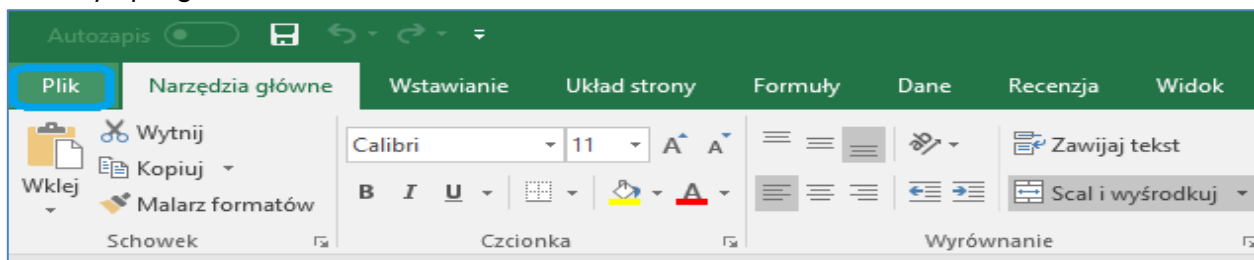 Autozapis
Plik Narzędzia główne Wstawianie Układ strony Formuły Dane Recenzja Widok
Wytnij
Calibri 11 A A
Zawijaj tekst
Kopiuj
Wklej
B I U A
Scal i wyśrodkuj
Malarz formatów
Schowek Czcionka Wyrównanie